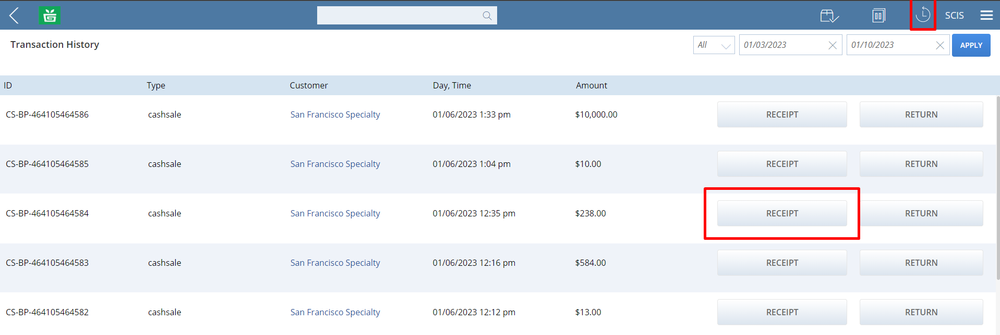 SCIS
Transaction History
All 01/03/2023 01/10/2023 APPLY
ID Type Customer Day, Time Amount
CS-BP-464105464586 cashsale San Francisco Specialty 01/06/2023 1:33 pm $10,000.00 RECEIPT RETURN
CS-BP-464105464585 cashsale San Francisco Specialty 01/06/2023 1:04 pm $10.00 RECEIPT RETURN
CS-BP-464105464584 cashsale San Francisco Specialty 01/06/2023 12:35 pm $238.00 RECEIPT RETURN
CS-BP-464105464583 cashsale San Francisco Specialty 01/06/2023 12:16 pm $584.00 RECEIPT RETURN
CS-BP-464105464582 cashsale San Francisco Specialty 01/06/2023 12:12 pm $13.00 RECEIPT RETURN